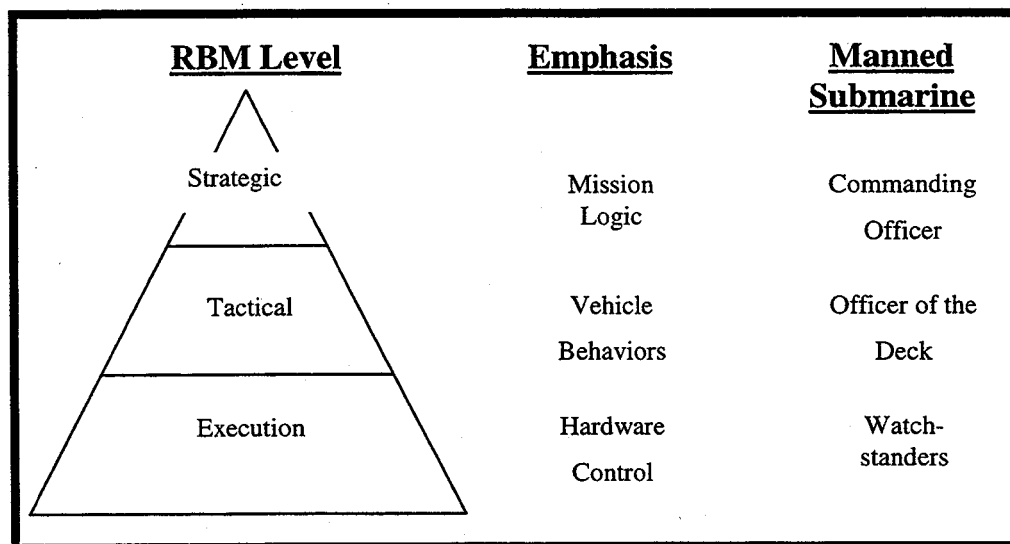 RBM Level
Emphasis
Manned
Submarine
Strategic
Mission
Logic
Commanding
Officer
Tactical
Vehicle
Behaviors
Officer of the
Deck
Execution
Hardware
Control
Watch-
standers